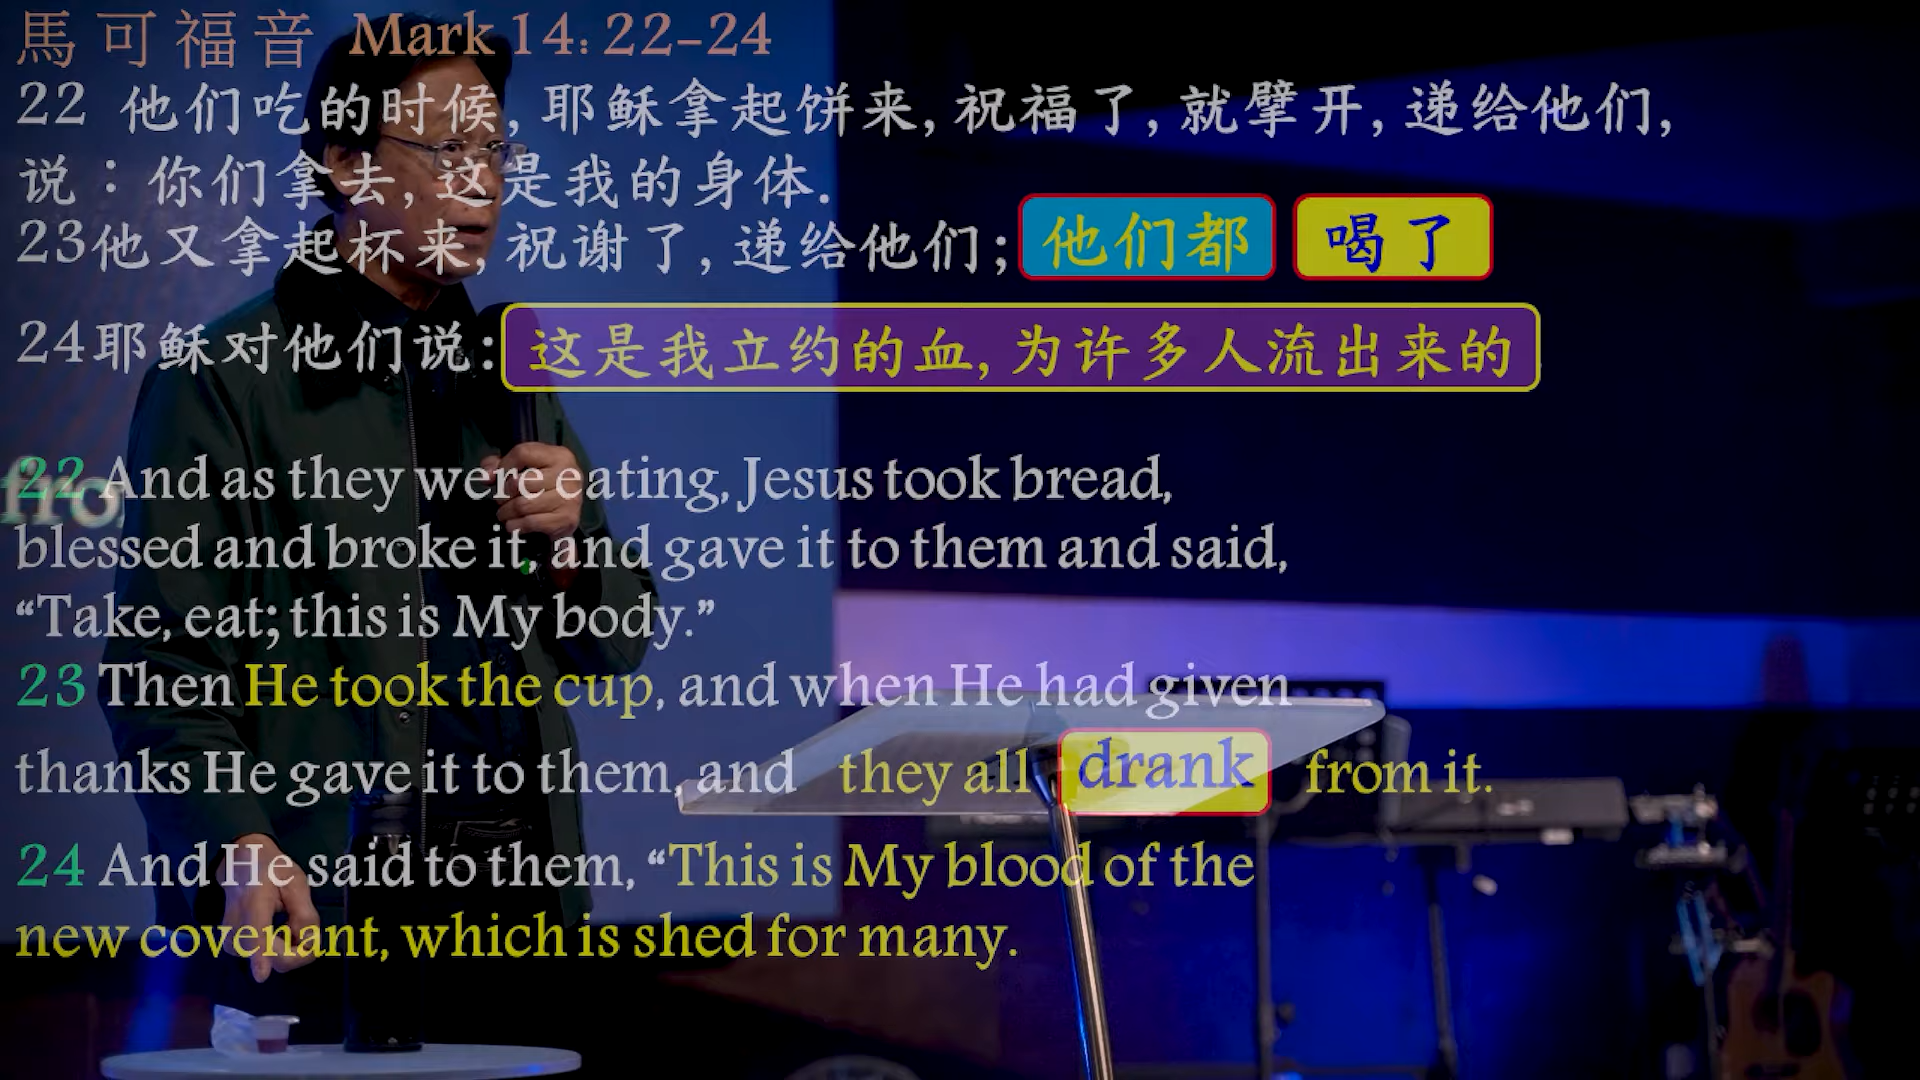 馬可福音 Mark 14: 22-24
22 他们吃的时候, 耶稣拿起饼来, 祝福了, 就擘开, 递给他们,
说：你们拿去, 这是我的身体.
23他又拿起杯来, 祝谢了, 递给他们; 他们都 喝了
24耶稣对他们说: 这是我立约的血, 为许多人流出来的
22 And as they were eating, Jesus took bread,
blessed and broke it, and gave it to them and said,
“Take, eat; this is My body.”
23 Then He took the cup, and when He had given
thanks He gave it to them, and they all drank from it.
24 And He said to them, “This is My blood of the
new covenant, which is shed for many.
fro